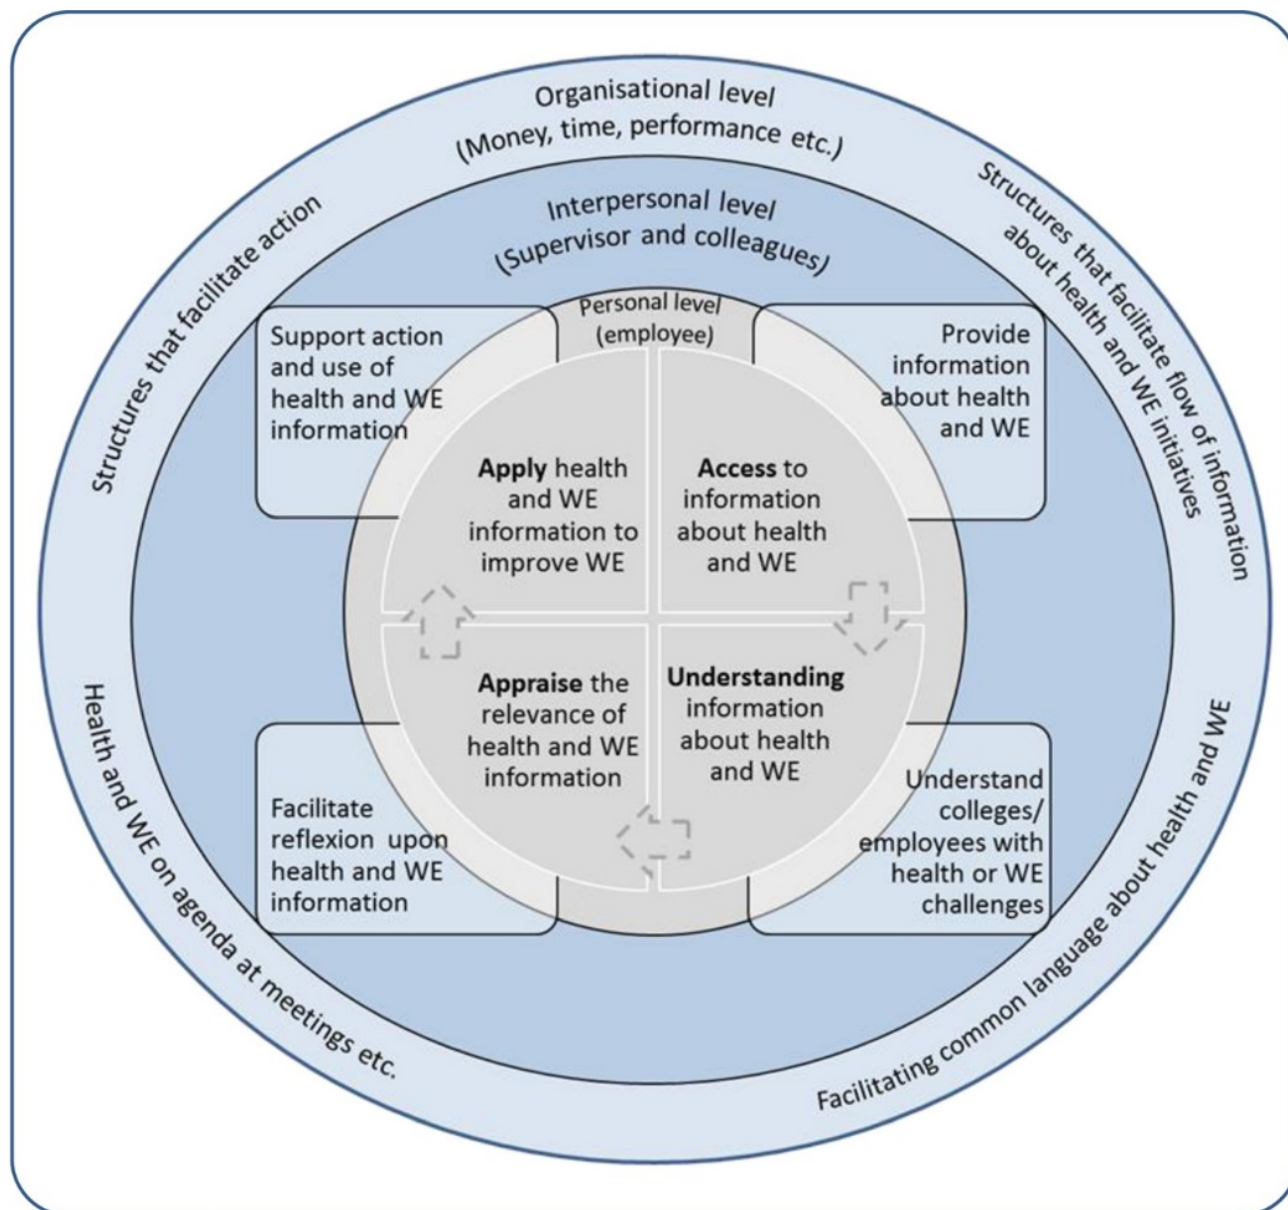 Organisational level
(Money, time, performance etc.)
Structures that facilitate action
Structures that facilitate flow of information
about health and WE initiatives
Interpersonal level
(Supervisor and colleagues)
Personal level
(employee)
Support action
and use of
health and WE
information
Provide
information
about health
and WE
Apply health
and WE
information to
improve WE
Access to
information
about health
and WE
Appraise the
relevance of
health and WE
information
Understanding
information
about health
and WE
Facilitate
reflexion upon
health and WE
information
Understand
colleges/
employees with
health or WE
challenges
Health and WE on agenda at meetings etc.
Facilitating common language about health and WE